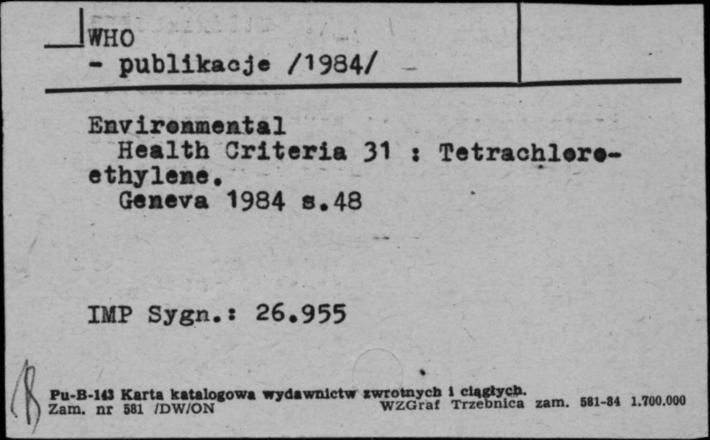 WHO
- publikacje /1984/
Environmental
Health Criteria 31 : Tetrachloro-
ethylene.
Geneva 1984 s.48
IMP Sygn.: 26.955
Pu-B-143 Karta katalogowa wydawnictw zwrotnych i ciągłych.
Zam. nr 581 /DW/ON WZGraf Trzebnica zam. 581-84 1.700.000